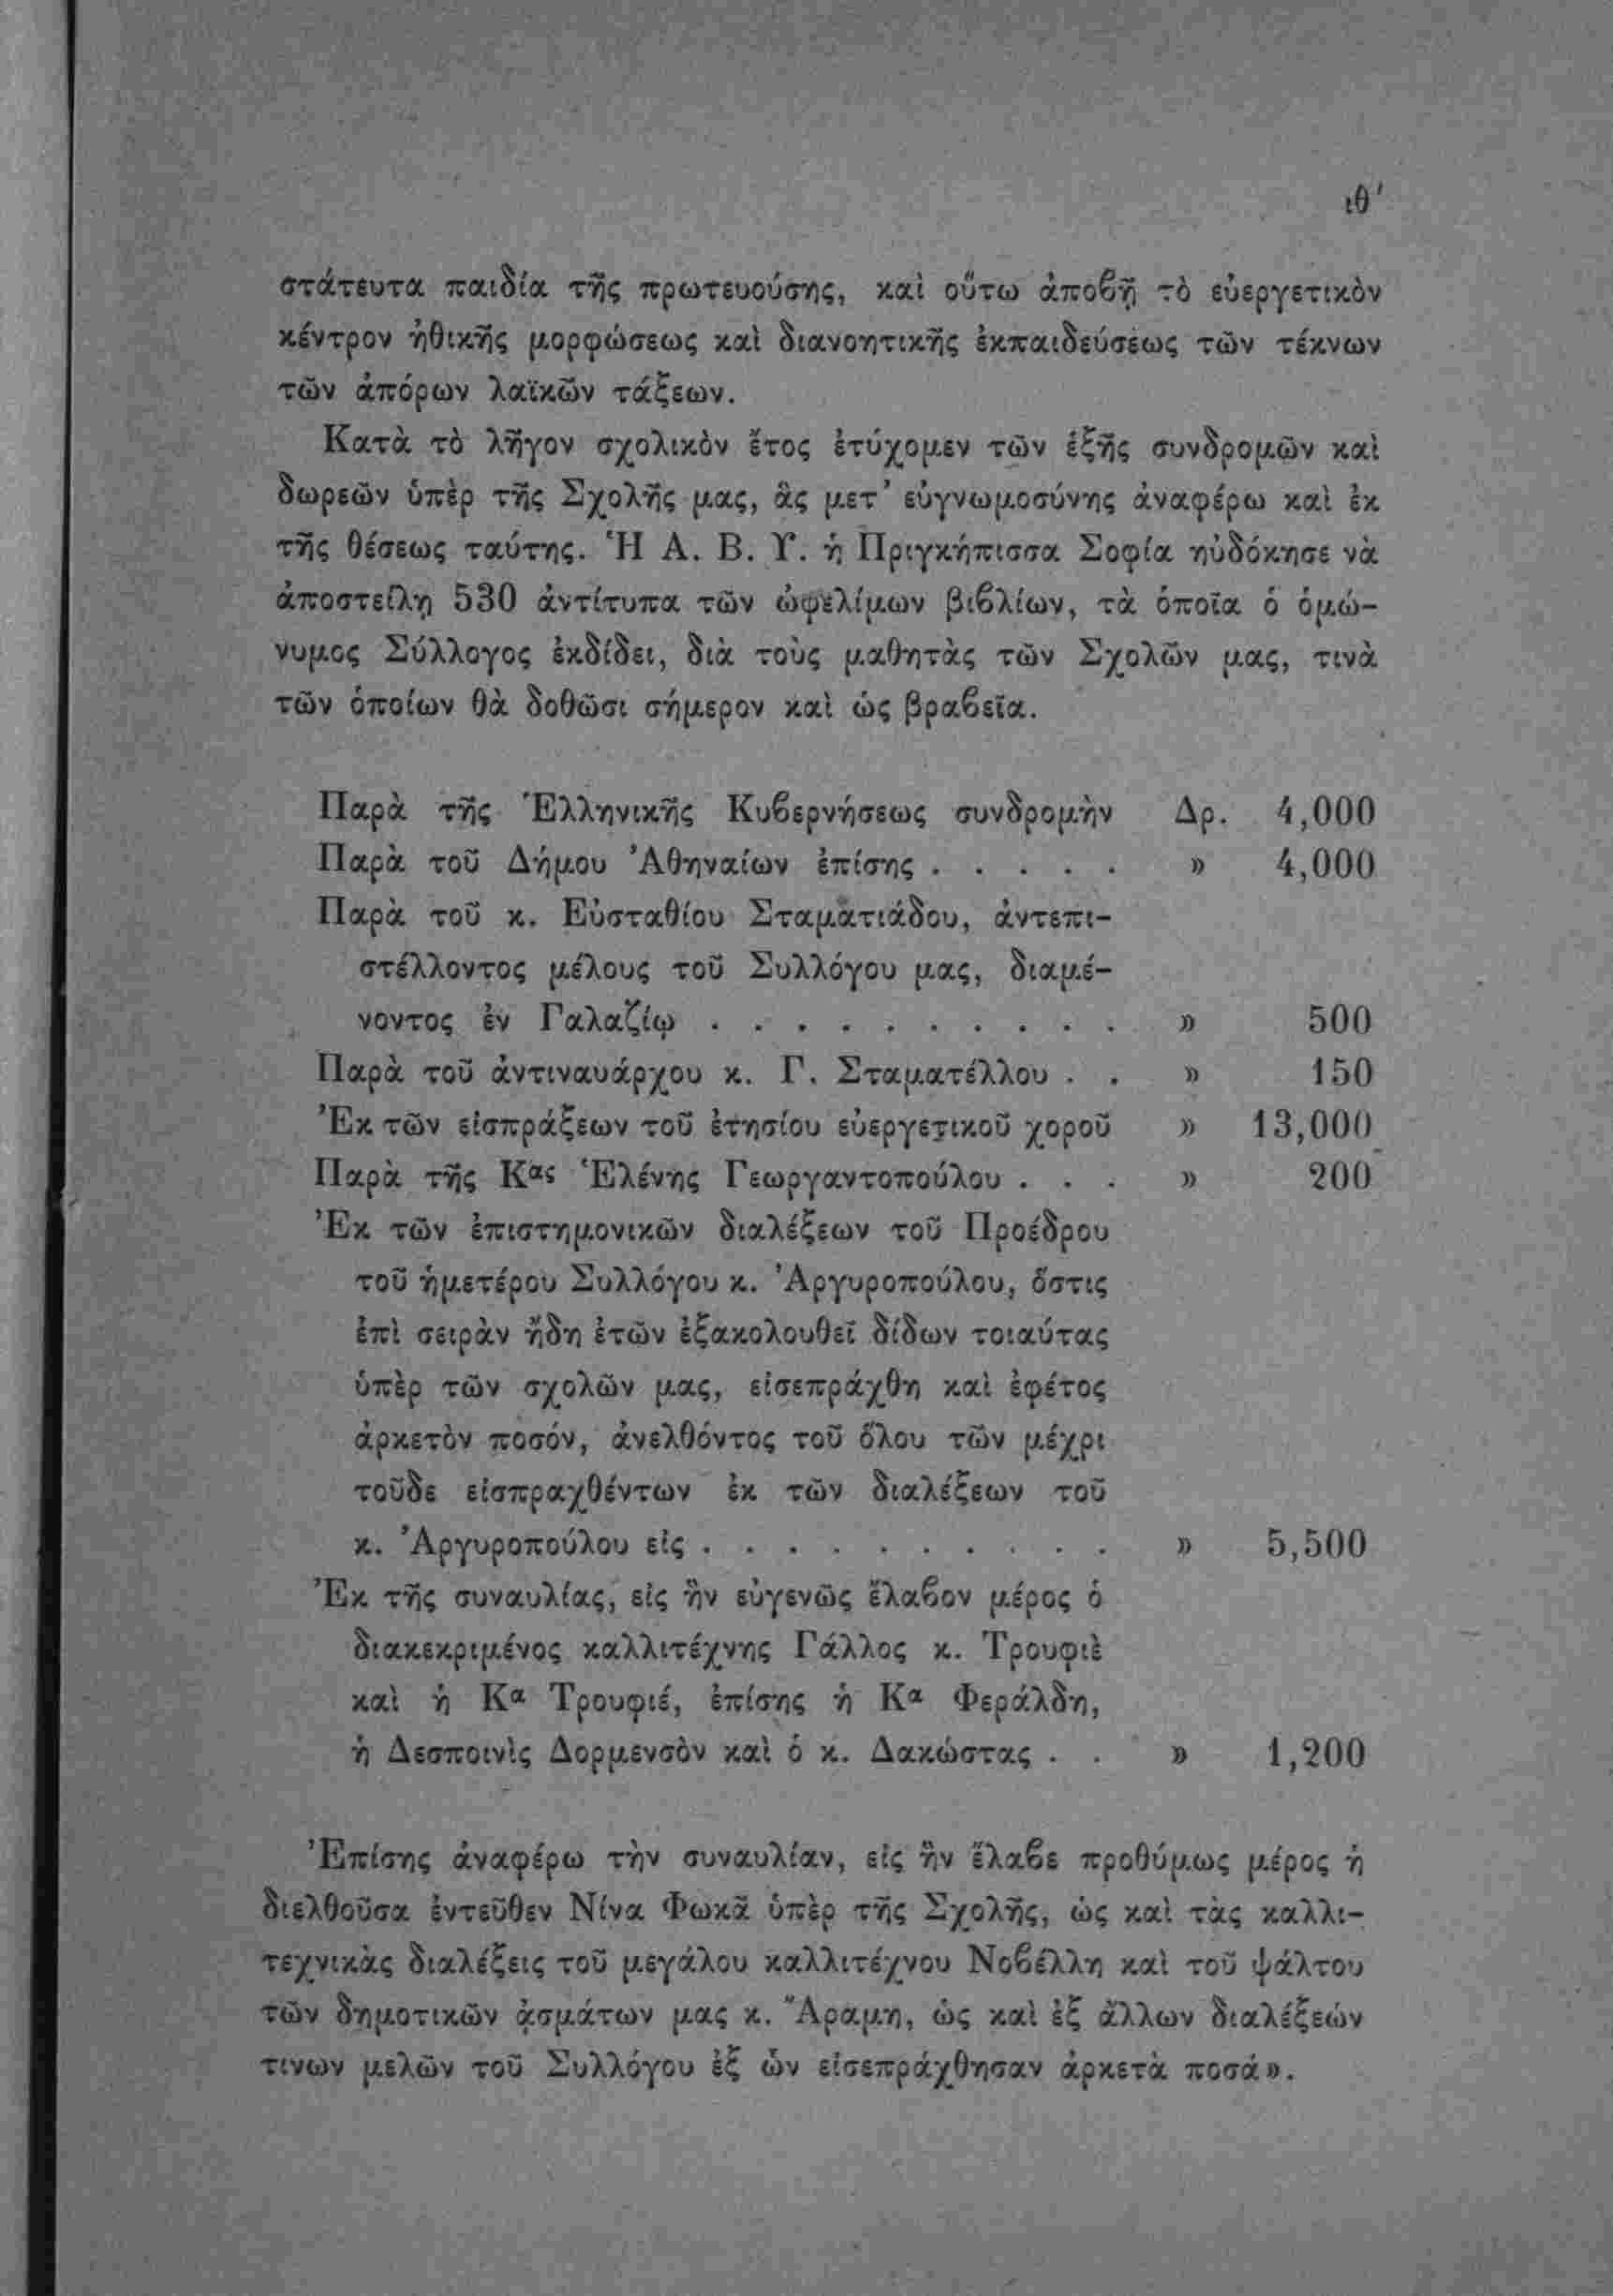 ιθ'
στάτευτα παιδία τῆς πρωτευούσης, καὶ οὕτω ἀποβῇ τὸ εὐεργετικὸν
κέντρον ἠθικῆς μορφώσεως καὶ διανοητικῆς ἐκπαιδεύσεως τῶν τέκνων
τῶν ἀπόρων λαϊκῶν τάξεων.
Κατὰ τὸ λῆγον σχολικὸν ἔτος ἐτύχομεν τῶν ἑξῆς συνδρομῶν καὶ
δωρεῶν ὑπὲρ τῆς Σχολῆς μας, ἃς μετ' εὐγνωμοσύνης ἀναφέρω καὶ ἐκ
τῆς θέσεως ταύτης. Ἡ Α. Β. Υ. ἡ Πριγκήπισσα Σοφία ηὐδόκησε νὰ
ἀποστείλῃ 530 ἀντίτυπα τῶν ὠφελίμων βιβλίων, τὰ ὁποῖα ὁ ὁμώ-
νυμος Σύλλογος ἐκδίδει, διὰ τοὺς μαθητὰς τῶν Σχολῶν μας, τινὰ
τῶν ὁποίων θὰ δοθῶσι σήμερον καὶ ὡς βραβεῖα.
Παρὰ τῆς Ἑλληνικῆς Κυβερνήσεως συνδρομὴν Δρ. 4,000
Παρὰ τοῦ Δήμου Ἀθηναίων ἐπίσης . . . . . » 4,000
Παρὰ τοῦ κ. Εὐσταθίου Σταματιάδου, ἀντεπι-
στέλλοντος μέλους τοῦ Συλλόγου μας, διαμέ-
νοντος ἐν Γαλαζίῳ . . . . . . . . . . » 500
Παρὰ τοῦ ἀντιναυάρχου κ. Γ. Σταματέλλου . . » 150
Ἐκ τῶν εἰσπράξεων τοῦ ἐτησίου εὐεργετικοῦ χοροῦ » 13,000
Παρὰ τῆς Κας Ἑλένης Γεωργαντοπούλου . . . » 200
Ἐκ τῶν ἐπιστημονικῶν διαλέξεων τοῦ Προέδρου
τοῦ ἡμετέρου Συλλόγου κ. Ἀργυροπούλου, ὅστις
ἐπὶ σειρὰν ἤδη ἐτῶν ἐξακολουθεῖ δίδων τοιαύτας
ὑπὲρ τῶν σχολῶν μας, εἰσεπράχθη καὶ ἐφέτος
ἀρκετὸν ποσόν, ἀνελθόντος τοῦ ὅλου τῶν μέχρι
τοῦδε εἰσπραχθέντων ἐκ τῶν διαλέξεων τοῦ
κ. Ἀργυροπούλου εἰς . . . . . . . . . . » 5,500
Ἐκ τῆς συναυλίας, εἰς ἣν εὐγενῶς ἔλαβον μέρος ὁ
διακεκριμένος καλλιτέχνης Γάλλος κ. Τρουφιὲ
καὶ ἡ Κα Τρουφιέ, ἐπίσης ἡ Κα Φεράλδη,
ἡ Δεσποινὶς Δορμενσὸν καὶ ὁ κ. Δακώστας . . » 1,200
Ἐπίσης ἀναφέρω τὴν συναυλίαν, εἰς ἣν ἔλαβε προθύμως μέρος ἡ
διελθοῦσα ἐντεῦθεν Νίνα Φωκᾶ ὑπὲρ τῆς Σχολῆς, ὡς καὶ τὰς καλλι-
τεχνικὰς διαλέξεις τοῦ μεγάλου καλλιτέχνου Νοβέλλη καὶ τοῦ ψάλτου
τῶν δημοτικῶν ᾀσμάτων μας κ. Ἄραμη, ὡς καὶ ἐξ ἄλλων διαλέξεών
τινων μελῶν τοῦ Συλλόγου ἐξ ὧν εἰσεπράχθησαν ἀρκετὰ ποσά».